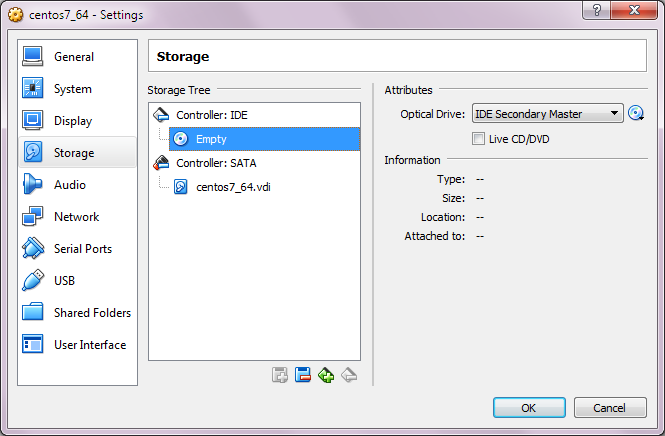 centos7_64 - Settings
General
System
Display
Storage
Audio
Network
Serial Ports
USB
Shared Folders
User Interface
Storage
Storage Tree
Controller: IDE
Empty
Controller: SATA
centos7_64.vdi
Attributes
Optical Drive: IDE Secondary Master
Live CD/DVD
Information
Type: --
Size: --
Location: --
Attached to: --
OK
Cancel